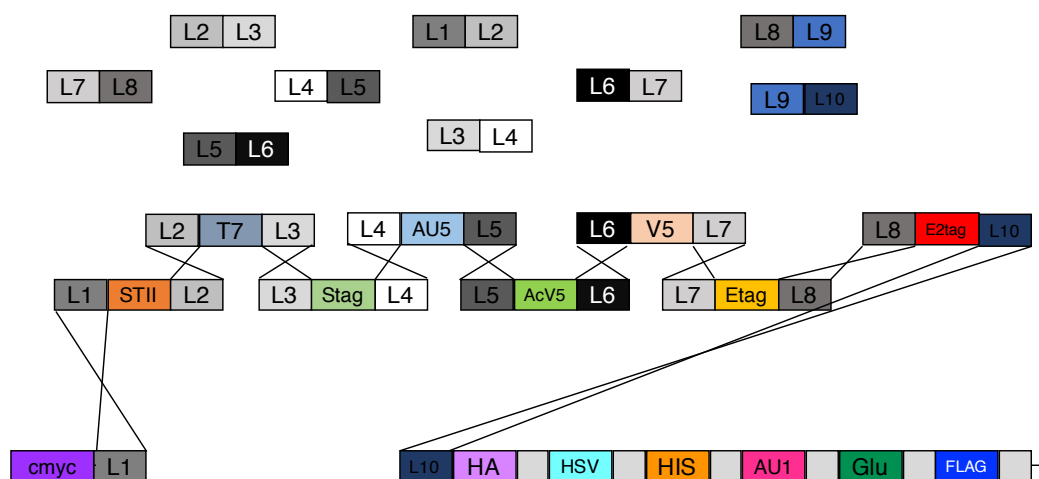 L2 L3
L1 L2
L8 L9
L7 L8
L4 L5
L6 L7
L9 L10
L5 L6
L3 L4
L2 T7 L3
L4 AU5 L5
L6 V5 L7
L8 E2tag L10
L1 STII L2
L3 Stag L4
L5 AcV5 L6
L7 Etag L8
cmyc L1
L10 HA HSV HIS AU1 Glu FLAG